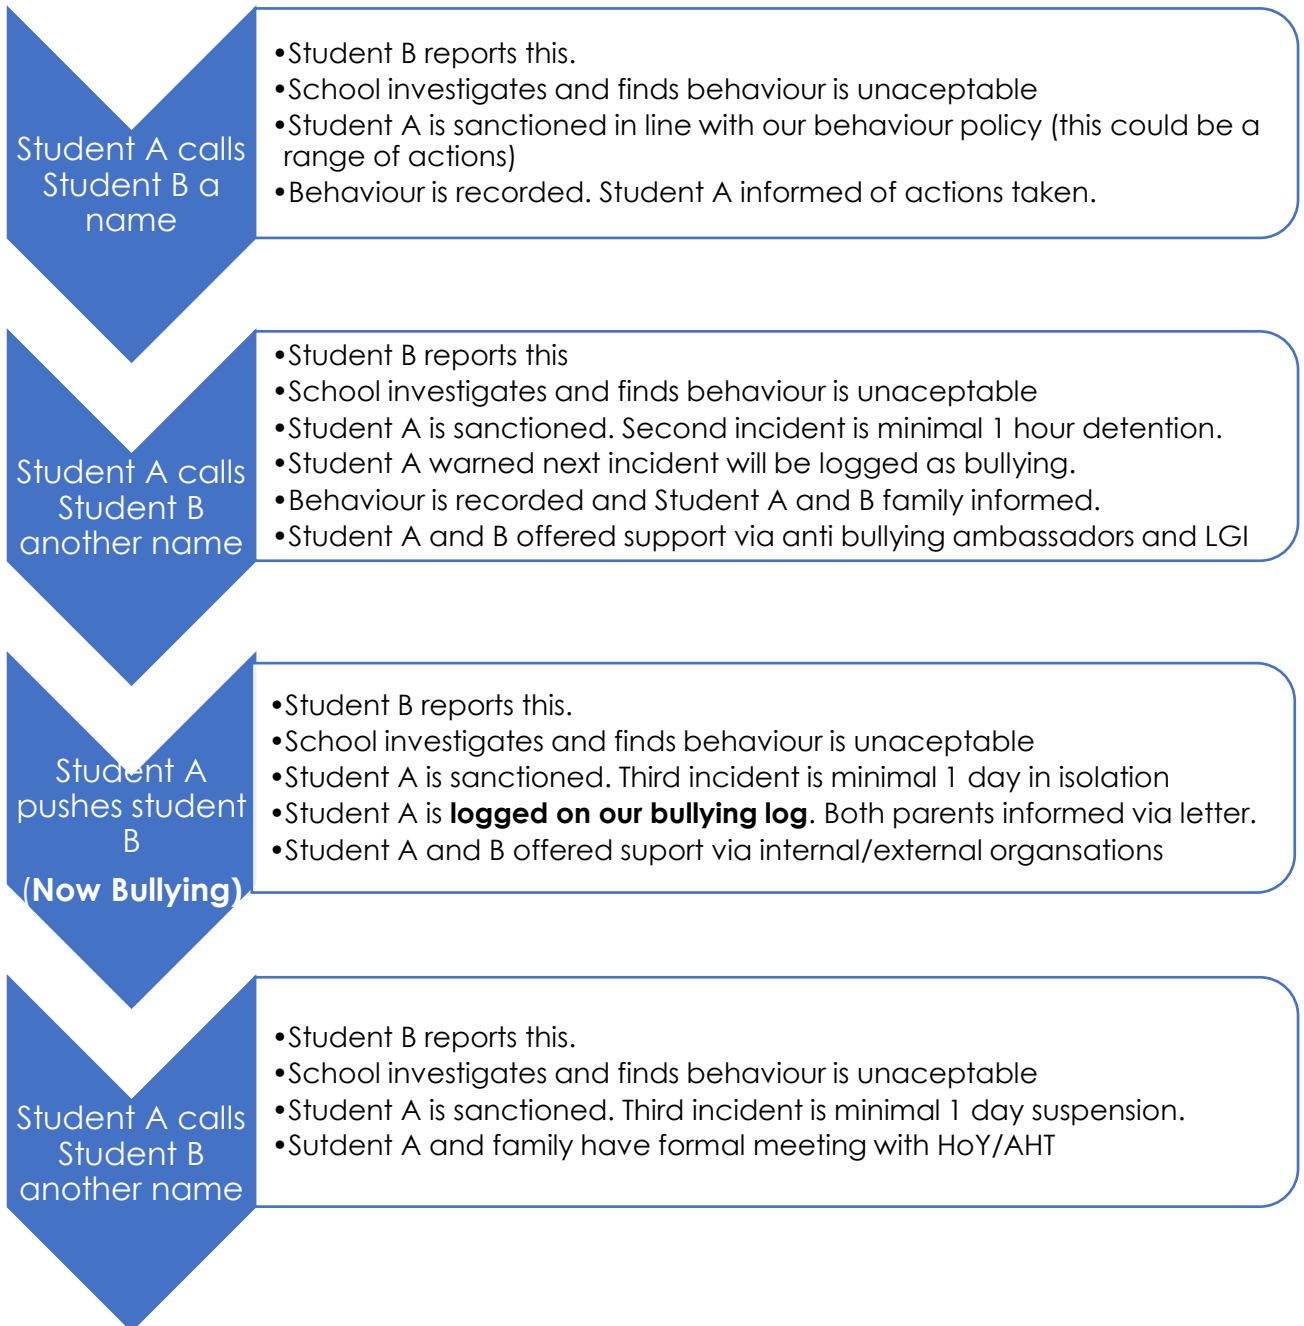 Student A calls
Student B a
name
•Student B reports this.
•School investigates and finds behaviour is unaceptable
•Student A is sanctioned in line with our behaviour policy (this could be a
range of actions)
•Behaviour is recorded. Student A informed of actions taken.
Student A calls
Student B
another name
•Student B reports this
•School investigates and finds behaviour is unaceptable
•Student A is sanctioned. Second incident is minimal 1 hour detention.
•Student A warned next incident will be logged as bullying.
•Behaviour is recorded and Student A and B family informed.
•Student A and B offered support via anti bullying ambassadors and LGI
Student A
pushes student
B
(Now Bullying)
•Student B reports this.
•School investigates and finds behaviour is unaceptable
•Student A is sanctioned. Third incident is minimal 1 day in isolation
•Student A is logged on our bullying log. Both parents informed via letter.
•Student A and B offered suport via internal/external organsations
Student A calls
Student B
another name
•Student B reports this.
•School investigates and finds behaviour is unaceptable
•Student A is sanctioned. Third incident is minimal 1 day suspension.
•Sutdent A and family have formal meeting with HoY/AHT